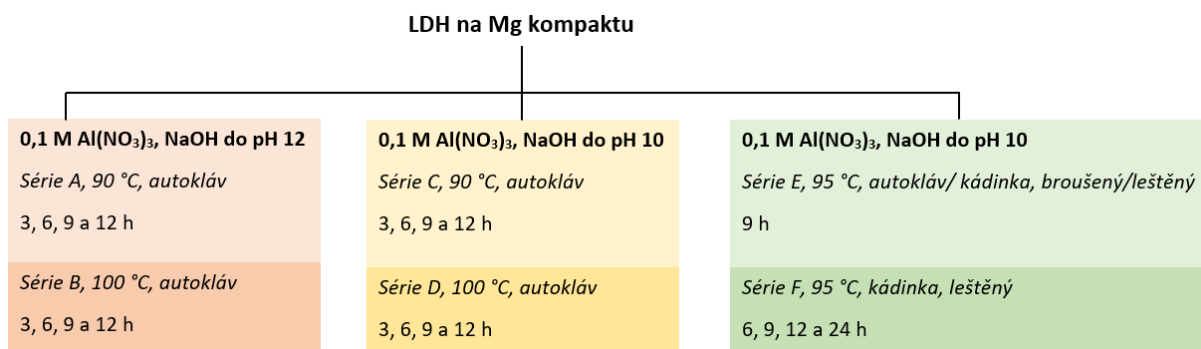 LDH na Mg kompaktu
0,1 M Al(NO₃)₃, NaOH do pH 12
Série A, 90 °C, autokláv
3, 6, 9 a 12 h
Série B, 100 °C, autokláv
3, 6, 9 a 12 h
0,1 M Al(NO₃)₃, NaOH do pH 10
Série C, 90 °C, autokláv
3, 6, 9 a 12 h
Série D, 100 °C, autokláv
3, 6, 9 a 12 h
0,1 M Al(NO₃)₃, NaOH do pH 10
Série E, 95 °C, autokláv/ kádinka, broušený/leštěný
9 h
Série F, 95 °C, kádinka, leštěný
6, 9, 12 a 24 h